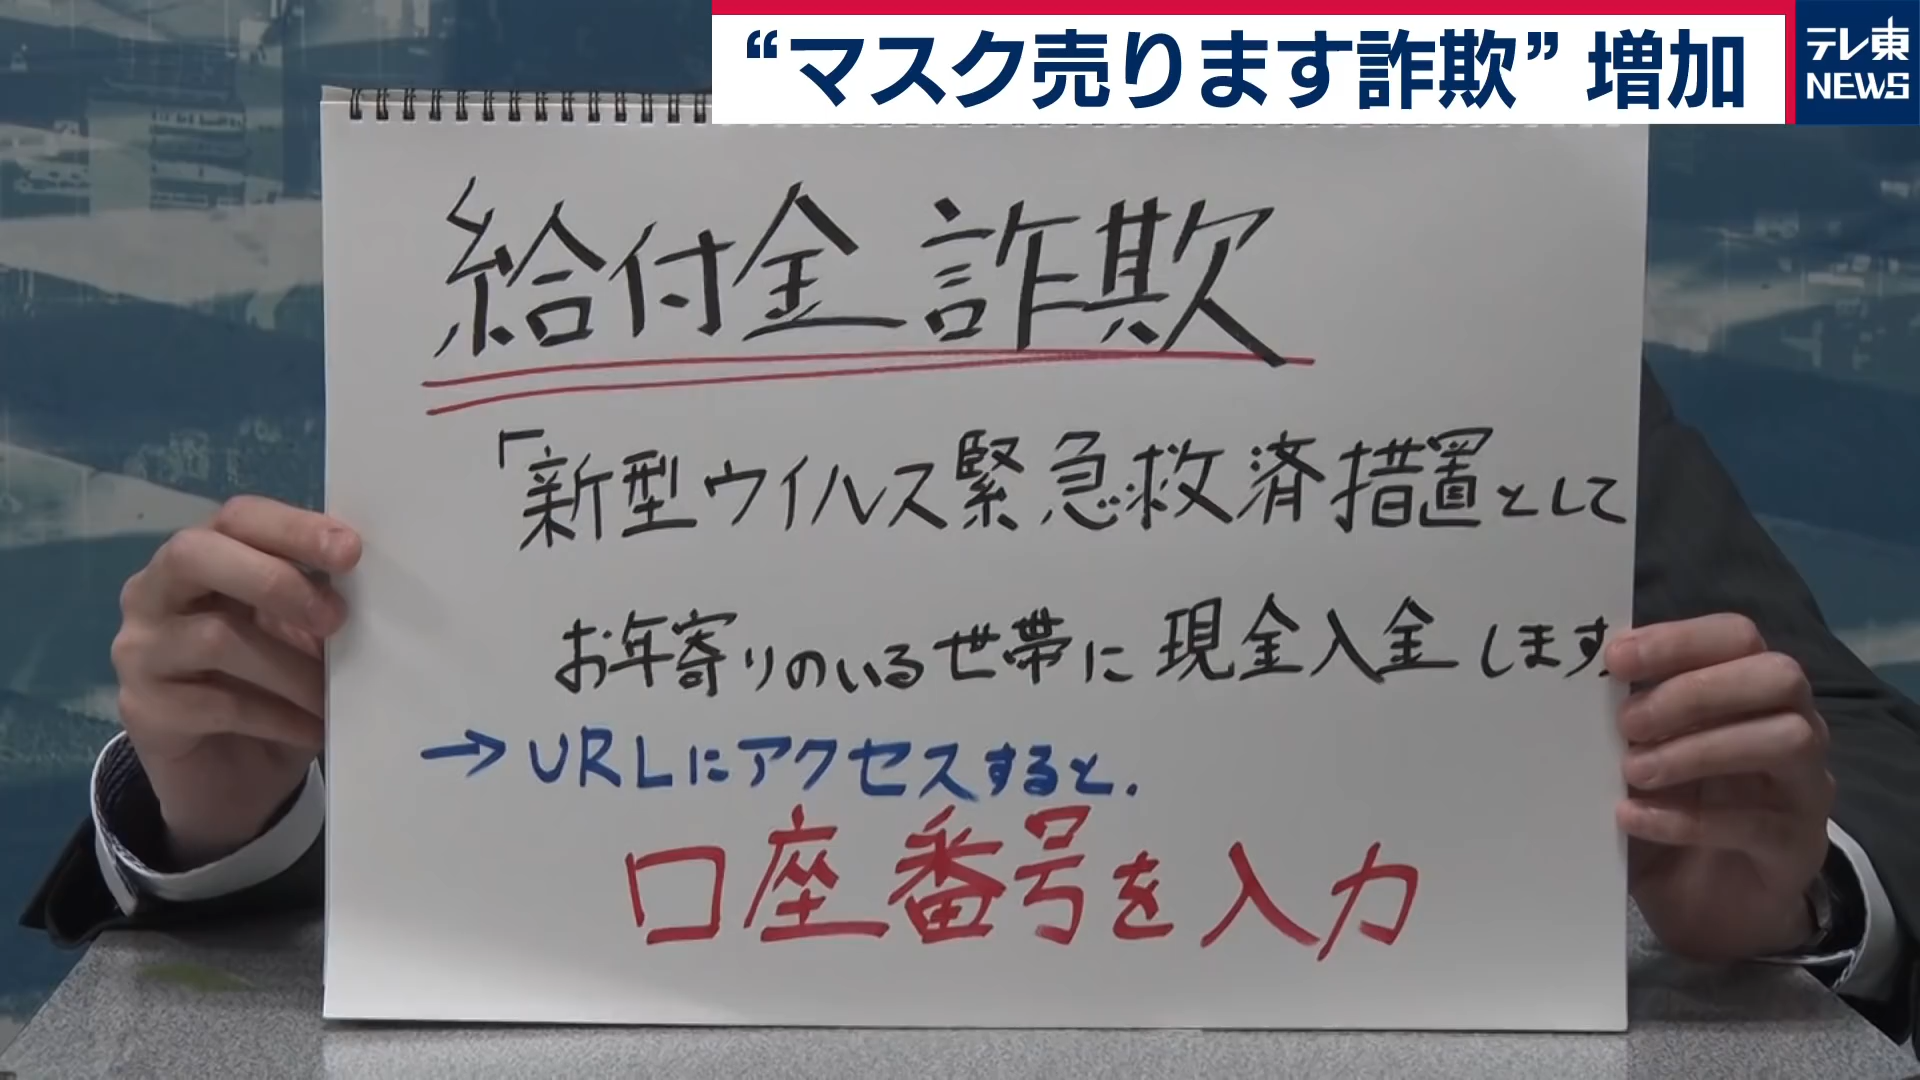 “マスク売ります詐欺” 増加
テレ東
NEWS
給付金 詐欺
「新型ウイルス緊急救済措置として
お年寄りのいる世帯に現金入金します
→URLにアクセスすると.
口座番号を入力